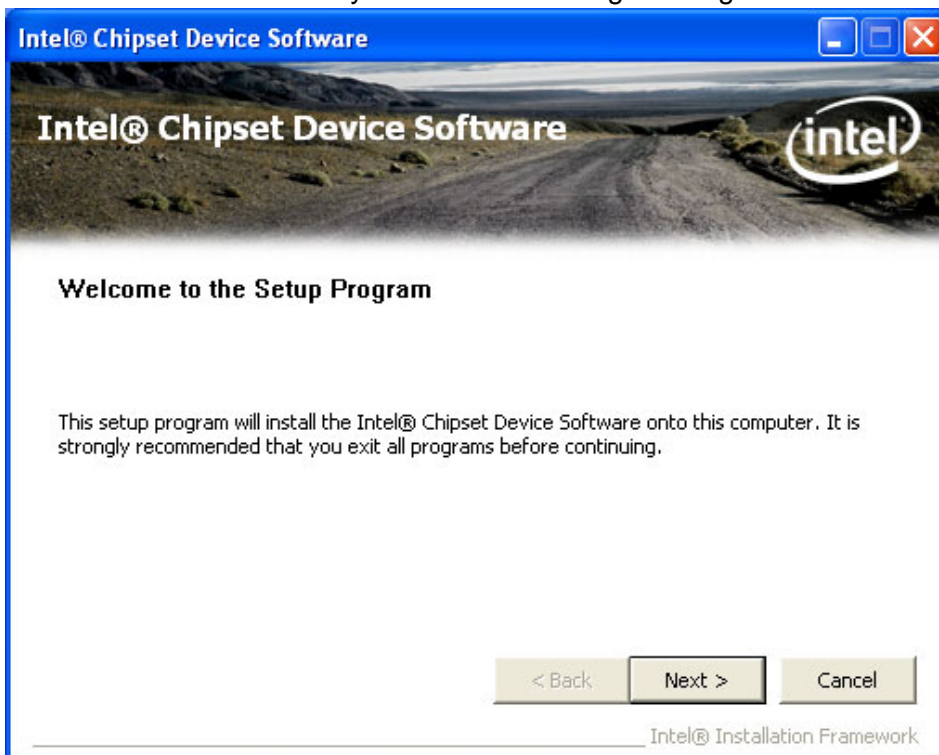 Intel® Chipset Device Software
Intel® Chipset Device Software
intel
Welcome to the Setup Program
This setup program will install the Intel® Chipset Device Software onto this computer. It is
strongly recommended that you exit all programs before continuing.
< Back Next > Cancel
Intel® Installation Framework